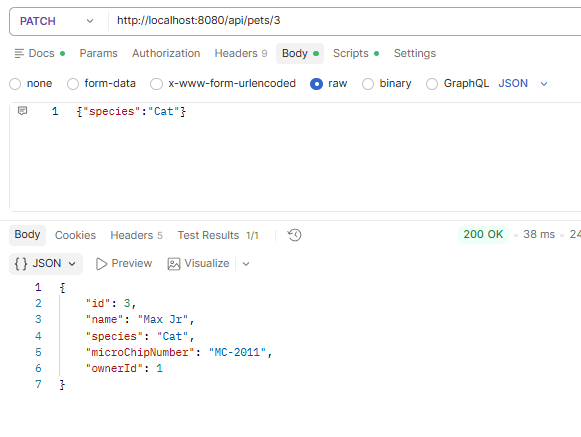 PATCH http://localhost:8080/api/pets/3
Docs Params Authorization Headers 9 Body Scripts Settings
none form-data x-www-form-urlencoded raw binary GraphQL JSON
1 {"species":"Cat"}
Body Cookies Headers 5 Test Results 1/1 200 OK 38 ms 24
{} JSON Preview Visualize
1 {
2 "id": 3,
3 "name": "Max Jr",
4 "species": "Cat",
5 "microChipNumber": "MC-2011",
6 "ownerId": 1
7 }